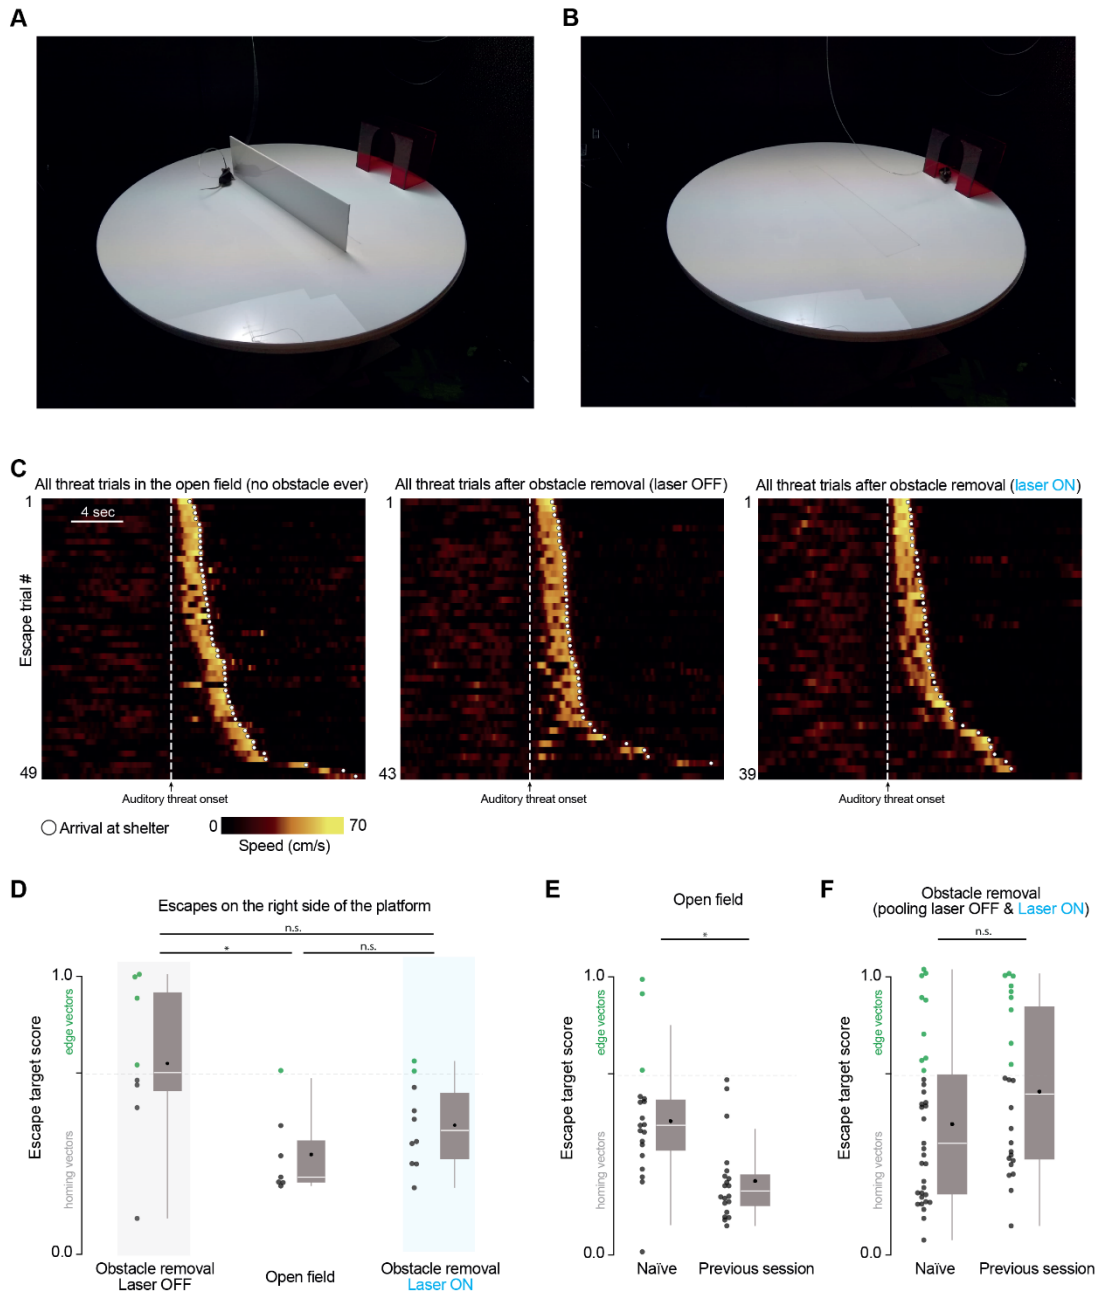 A
B
C
All threat trials in the open field (no obstacle ever)
All threat trials after obstacle removal (laser OFF)
All threat trials after obstacle removal (laser ON)
1
4 sec
Escape trial #
49
Auditory threat onset
1
43
Auditory threat onset
1
39
Auditory threat onset
Arrival at shelter
0
70
Speed (cm/s)
D
Escapes on the right side of the platform
n.s.
*
n.s.
Escape target score
1.0
edge vectors
homing vectors
0.0
Obstacle removal
Laser OFF
Open field
Obstacle removal
Laser ON
E
Open field
*
Escape target score
1.0
0.0
Naïve
Previous session
F
Obstacle removal
(pooling laser OFF & Laser ON)
n.s.
Escape target score
1.0
edge vectors
homing vectors
0.0
Naïve
Previous session